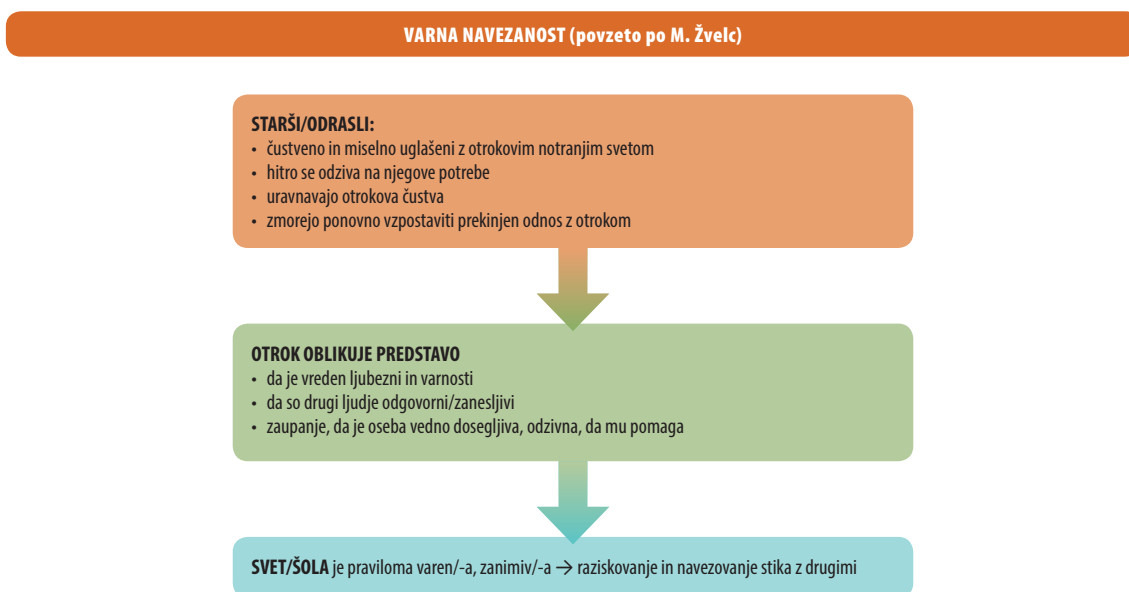 VARNA NAVEZANOST (povzeto po M. Žvelc)
STARŠI/ODRASLI:
• čustveno in miselno uglašeni z otrokovim notranjim svetom
• hitro se odziva na njegove potrebe
• uravnavajo otrokova čustva
• zmorejo ponovno vzpostaviti prekinjen odnos z otrokom
OTROK OBLIKUJE PREDSTAVO
• da je vreden ljubezni in varnosti
• da so drugi ljudje odgovorni/zanesljivi
• zaupanje, da je oseba vedno dosegljiva, odzivna, da mu pomaga
SVET/ŠOLA je praviloma varen/-a, zanimiv/-a → raziskovanje in navezovanje stika z drugimi